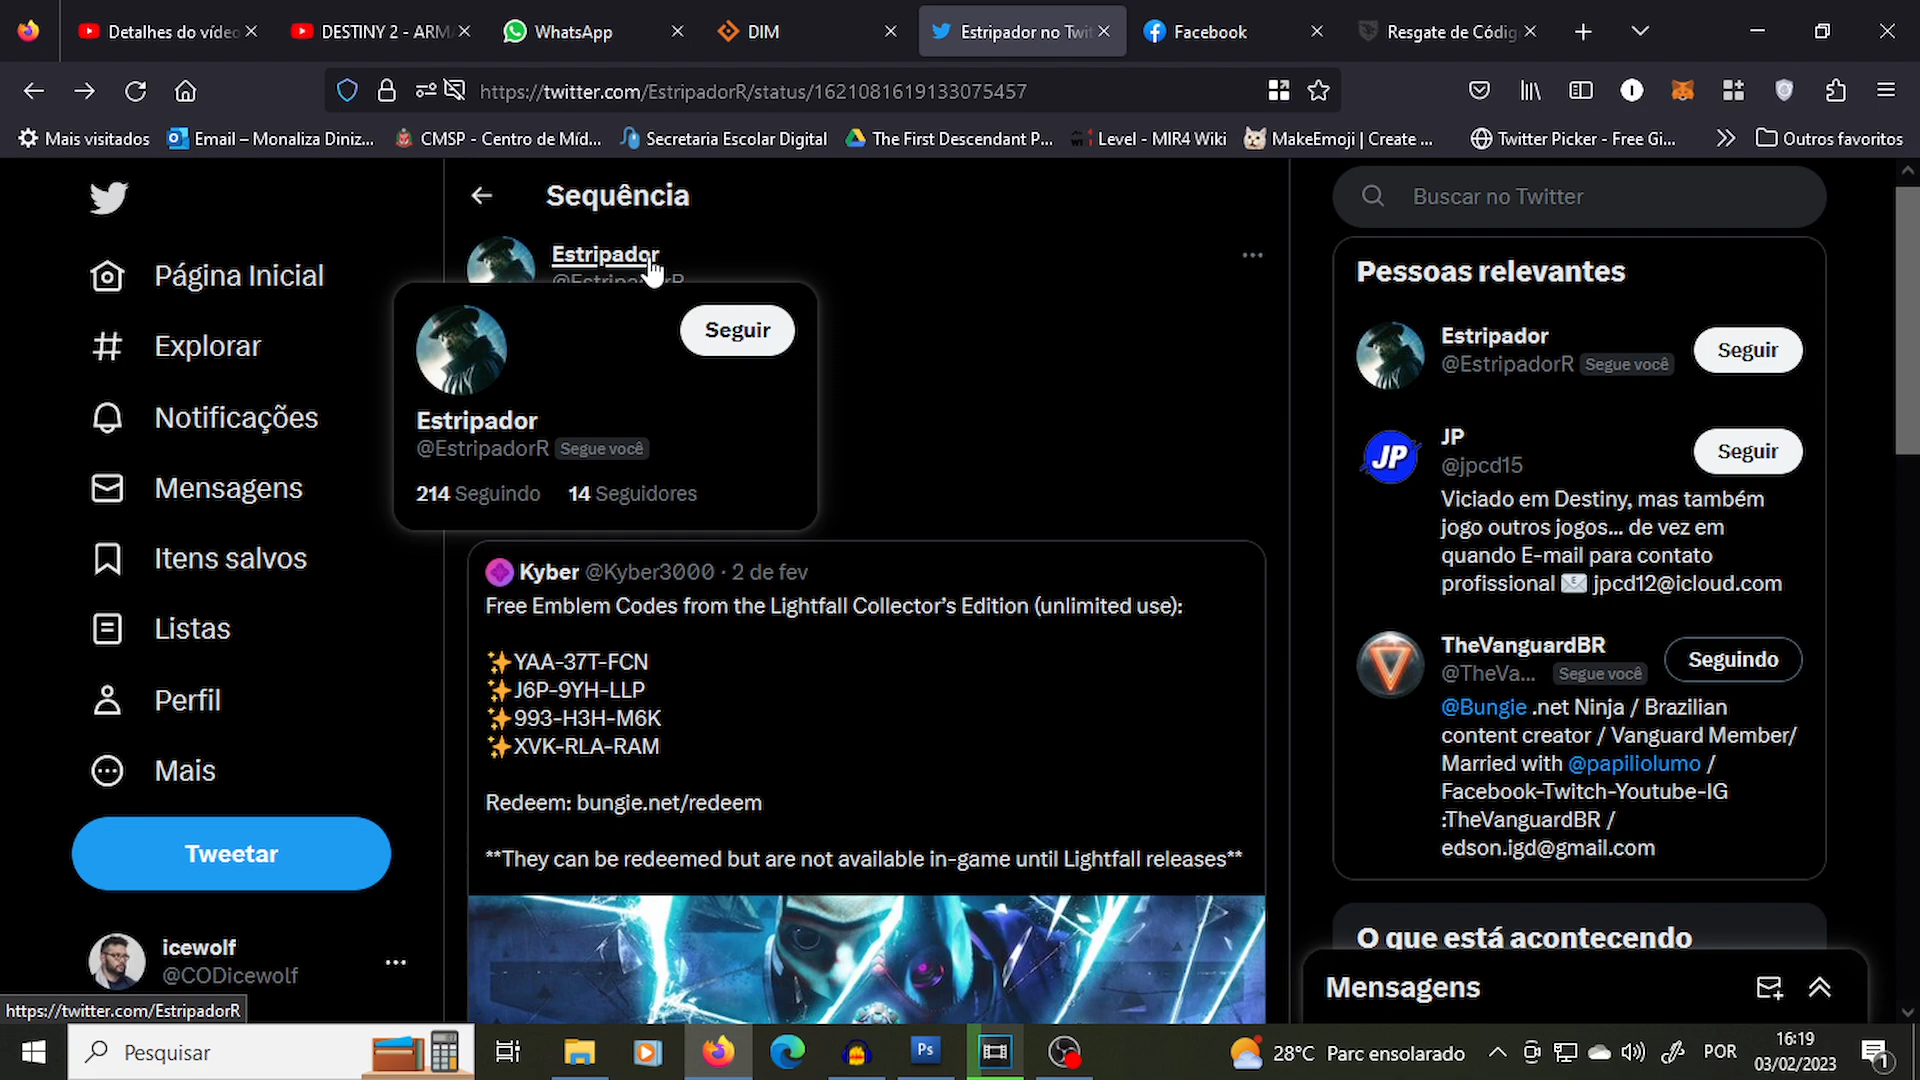 Detalhes do vídeo
DESTINY 2 - ARMA
WhatsApp
DIM
Estripador no Twit
Facebook
Resgate de Códig
https://twitter.com/EstripadorR/status/1621081619133075457
Mais visitados
Email – Monaliza Diniz...
CMSP - Centro de Míd...
Secretaria Escolar Digital
The First Descendant P...
Level - MIR4 Wiki
MakeEmoji | Create ...
Twitter Picker - Free Gi...
Outros favoritos
Página Inicial
Explorar
Notificações
Mensagens
Itens salvos
Listas
Perfil
Mais
Tweetar
icewolf
@CODicewolf
https://twitter.com/EstripadorR
Sequência
Estripador
@EstripadorR
Seguir
Estripador
@EstripadorR Segue você
214 Seguindo 14 Seguidores
Kyber @Kyber3000 · 2 de fev
Free Emblem Codes from the Lightfall Collector’s Edition (unlimited use):
✨YAA-37T-FCN
✨J6P-9YH-LLP
✨993-H3H-M6K
✨XVK-RLA-RAM
Redeem: bungie.net/redeem
**They can be redeemed but are not available in-game until Lightfall releases**
Buscar no Twitter
Pessoas relevantes
Estripador
@EstripadorR Segue você
Seguir
JP
JP
@jpcd15
Seguir
Viciado em Destiny, mas também
jogo outros jogos... de vez em
quando E-mail para contato
profissional 📧 jpcd12@icloud.com
TheVanguardBR
@TheVa... Segue você
Seguindo
@Bungie .net Ninja / Brazilian
content creator / Vanguard Member/
Married with @papiliolumo /
Facebook-Twitch-Youtube-IG
:TheVanguardBR /
edson.igd@gmail.com
O que está acontecendo
Mensagens
Pesquisar
Ps
28°C Parc ensolarado
POR
16:19
03/02/2023
1